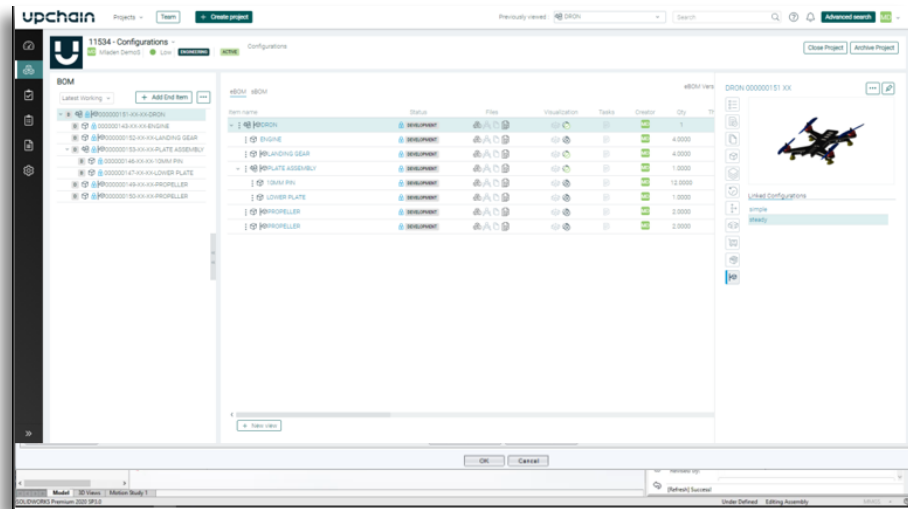 upchain Projects Team + Create project Previously viewed: DRON Search Advanced search MD
11534 - Configurations
MD Mladen Demo5 Low ENGINEERING ACTIVE Configurations Close Project Archive Project
BOM
Latest Working + Add End Item
000000151-XX-XX-DRON
000000143-XX-XX-ENGINE
000000152-XX-XX-LANDING GEAR
000000153-XX-XX-PLATE ASSEMBLY
000000146-XX-XX-10MM PIN
000000147-XX-XX-LOWER PLATE
000000149-XX-XX-PROPELLER
000000150-XX-XX-PROPELLER
eBOM sBOM eBOM Vers
Item name Status Files Visualization Tasks Creator Qty Th
DRON DEVELOPMENT 1
ENGINE DEVELOPMENT 4.0000
LANDING GEAR DEVELOPMENT 4.0000
PLATE ASSEMBLY DEVELOPMENT 1.0000
10MM PIN DEVELOPMENT 13.0000
LOWER PLATE DEVELOPMENT 1.0000
PROPELLER DEVELOPMENT 2.0000
PROPELLER DEVELOPMENT 2.0000
+ New view
DRON 000000151 XX
Linked Configurations
simple
steady
OK Cancel
[Refresh] Success!
Model 3D Views Motion Study 1
SOLIDWORKS Premium 2020 SP3.0 Under Defined Editing Assembly MMGS